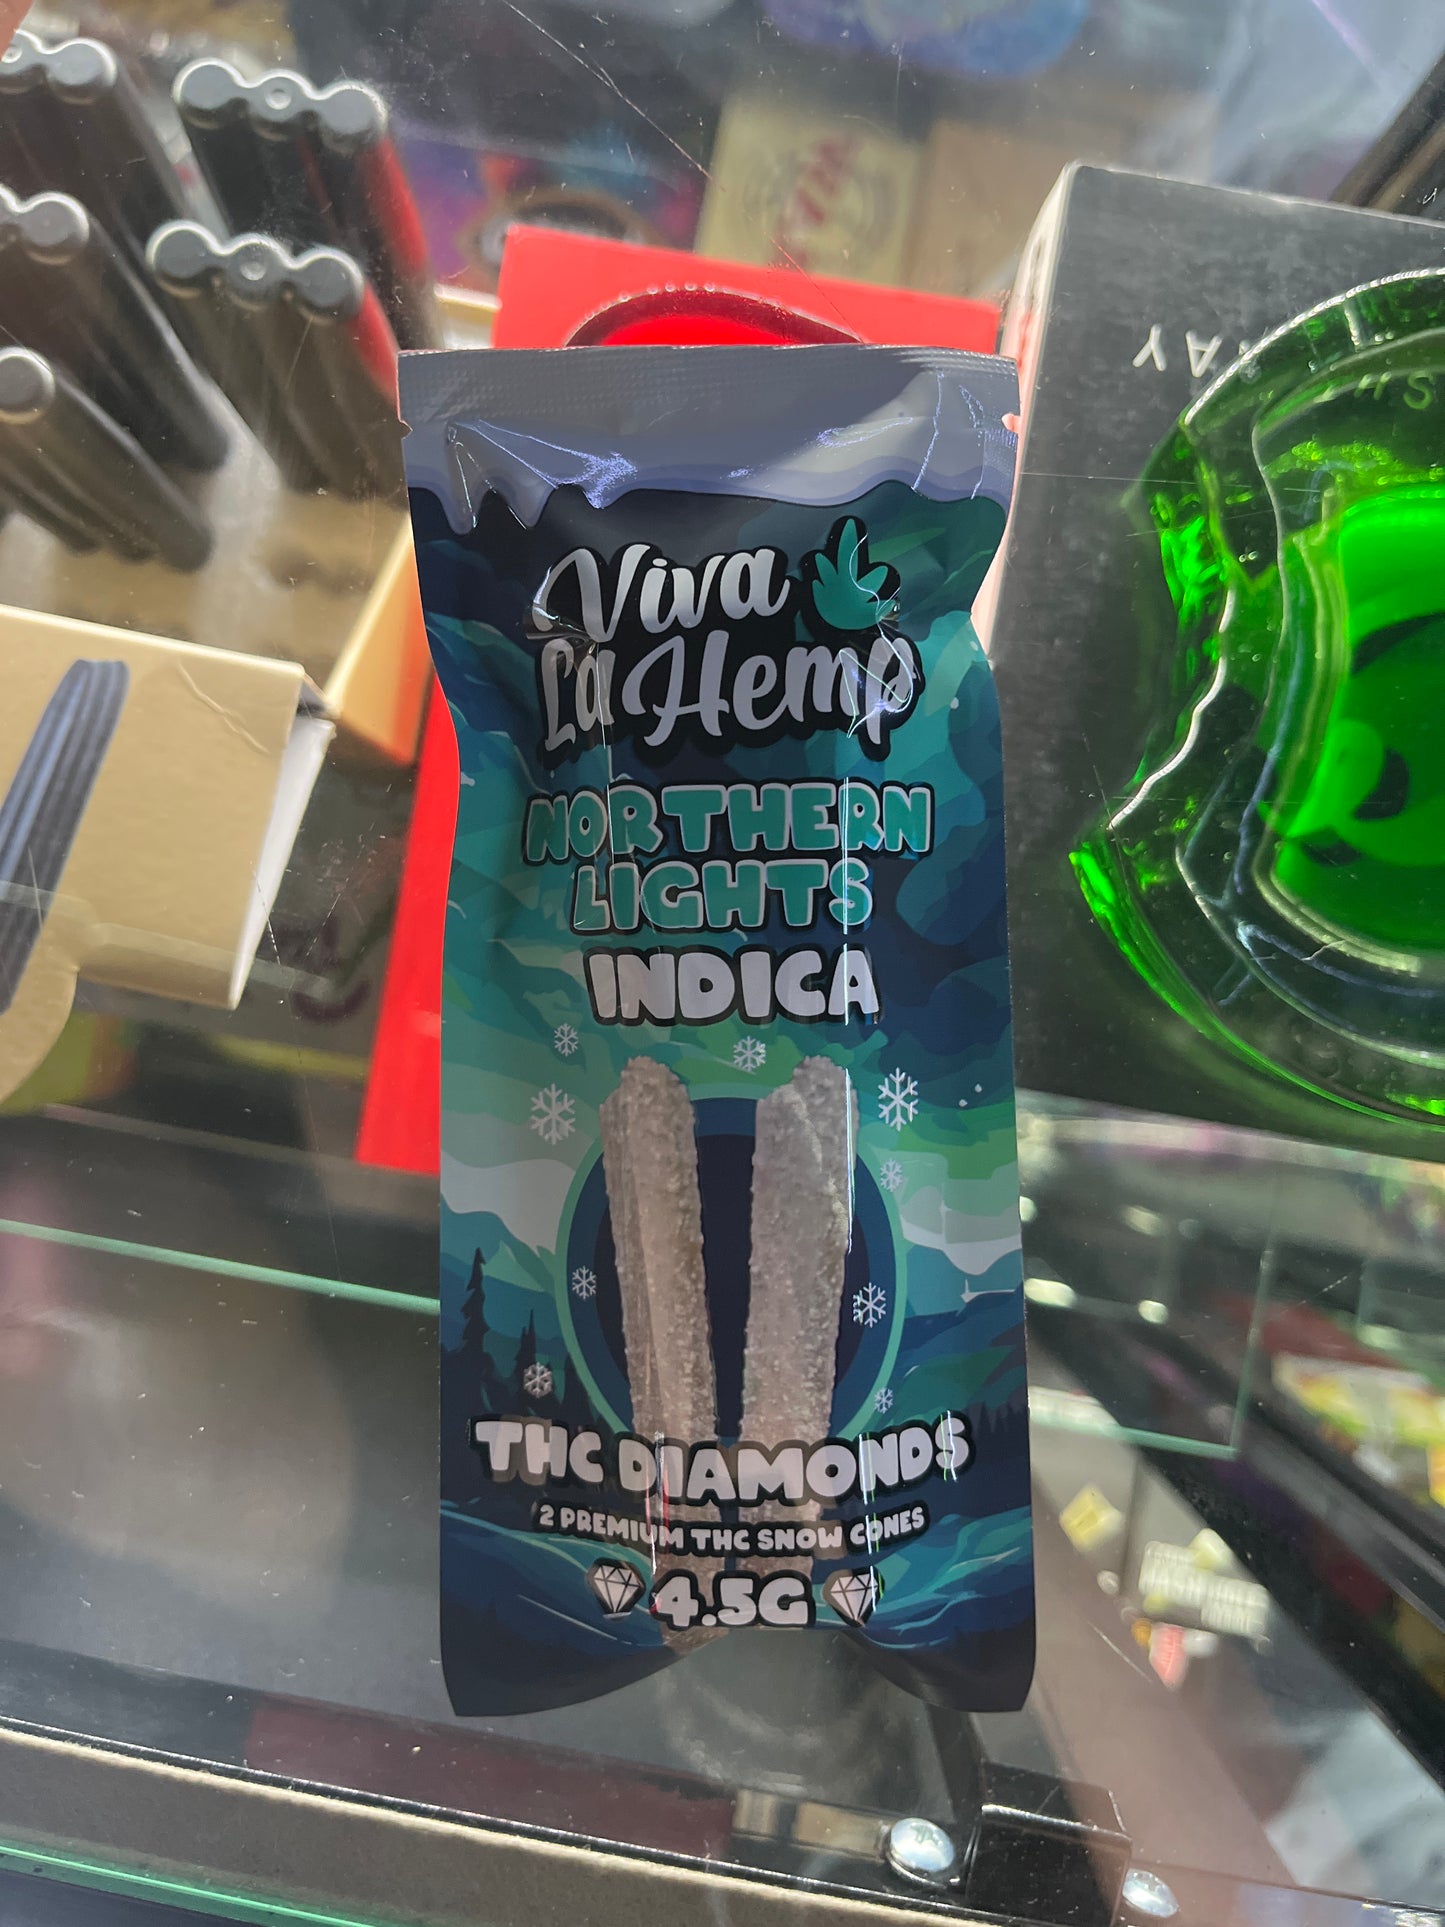 Viva
La Hemp
NORTHERN
LIGHTS
INDICA
THC DIAMONDS
2 PREMIUM THC SNOW CONES
4.5G